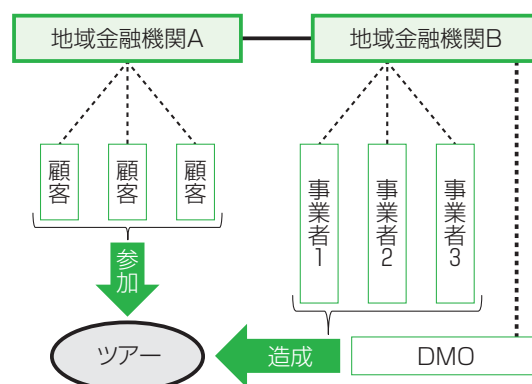 地域金融機関A
地域金融機関B
顧客
顧客
顧客
事業者1
事業者2
事業者3
参加
ツアー
造成
DMO